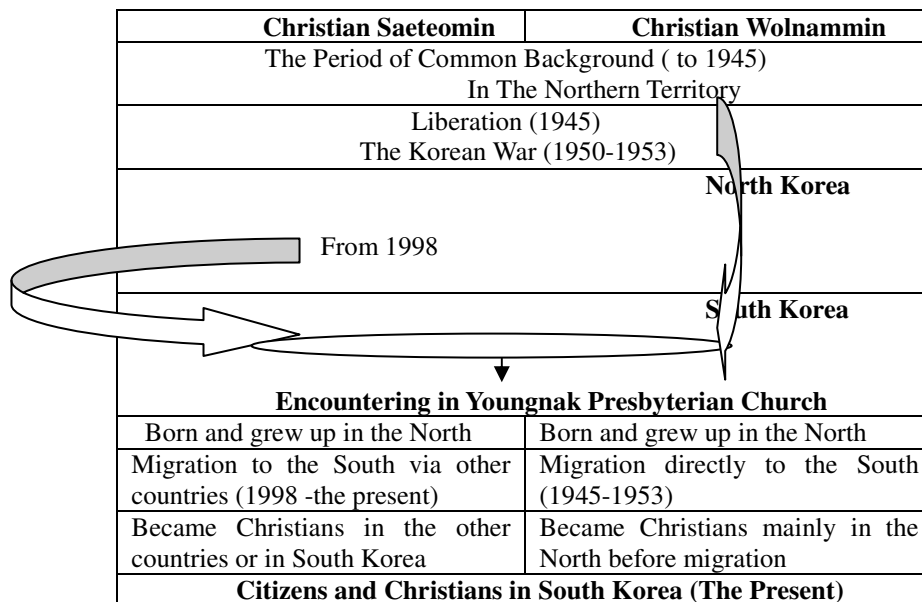 Christian Saeteomin Christian Wolnammin
The Period of Common Background ( to 1945)
In The Northern Territory
Liberation (1945)
The Korean War (1950-1953)
North Korea
From 1998
South Korea
Encountering in Youngnak Presbyterian Church
Born and grew up in the North
Born and grew up in the North
Migration to the South via other
countries (1998 -the present)
Migration directly to the South
(1945-1953)
Became Christians in the other
countries or in South Korea
Became Christians mainly in the
North before migration
Citizens and Christians in South Korea (The Present)